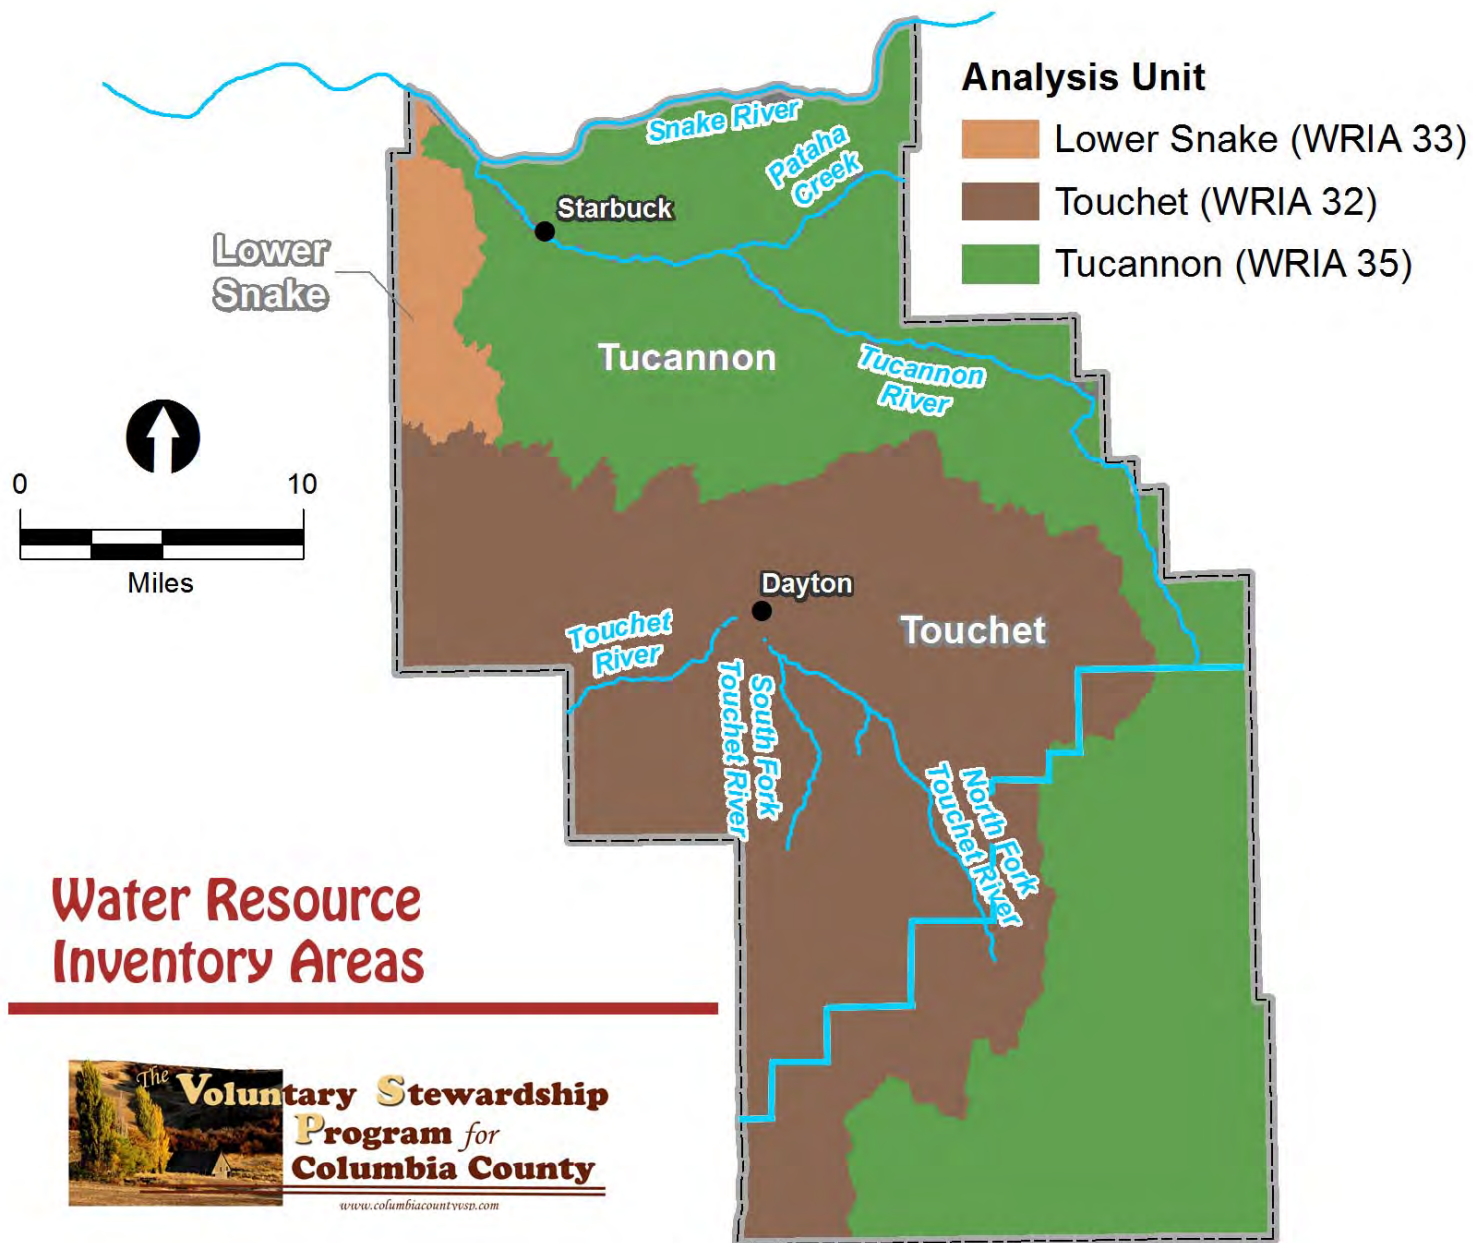 Analysis Unit
Lower Snake (WRIA 33)
Touchet (WRIA 32)
Tucannon (WRIA 35)
Snake River
Pataha
Creek
Starbuck
Lower
Snake
Tucannon
Tucannon
River
0 10
Miles
Dayton
Touchet
River
Touchet
South Fork
Touchet River
North Fork
Touchet River
Water Resource
Inventory Areas
The Voluntary Stewardship
Program for
Columbia County
www.columbiacountyvsp.com